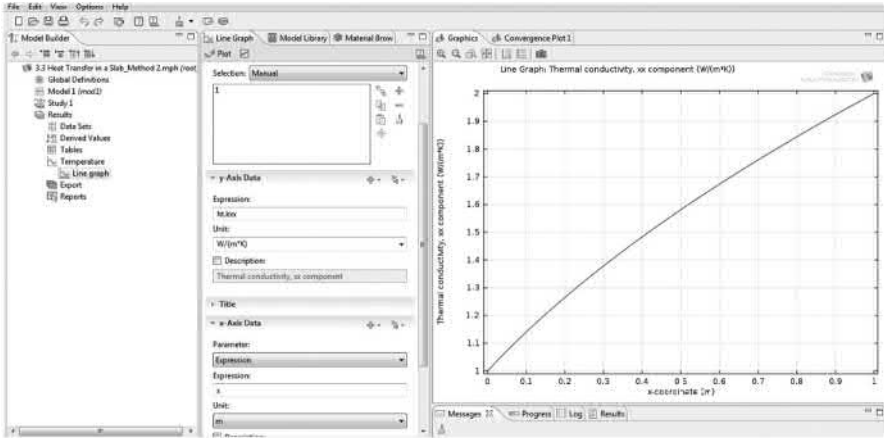 File Edit View Options Help
Model Builder
3.3 Heat Transfer in a Slab_Method 2.mph (root)
Global Definitions
Model 1 (mod1)
Study 1
Results
Data Sets
Derived Values
Tables
Temperature
Line graph
Export
Reports
Line Graph Model Library Material Brow
Plot
Selection: Manual
1
y-Axis Data
Expression:
ht.kxx
Unit:
W/(m*K)
Description:
Thermal conductivity, xx component
Title
x-Axis Data
Parameter:
Expression
Expression:
x
Unit:
m
Graphics Convergence Plot 1
Line Graph: Thermal conductivity, xx component (W/(m*K))
Thermal conductivity, xx component (W/(m*K))
2
1.9
1.8
1.7
1.6
1.5
1.4
1.3
1.2
1.1
1
0 0.1 0.2 0.3 0.4 0.5 0.6 0.7 0.8 0.9 1
x-coordinate (m)
Messages Progress Log Results